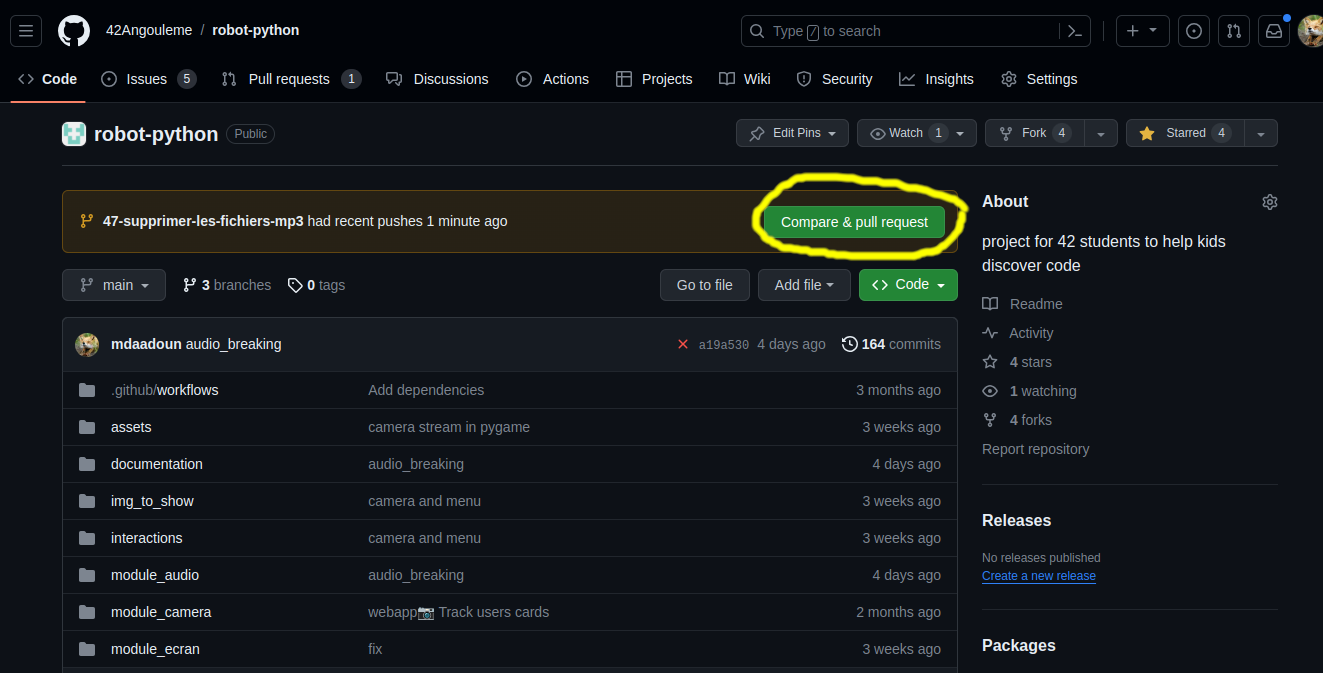 42Angouleme / robot-python
Type / to search
Code Issues 5 Pull requests 1 Discussions Actions Projects Wiki Security Insights Settings
robot-python Public
Edit Pins Watch 1 Fork 4 Starred 4
47-supprimer-les-fichiers-mp3 had recent pushes 1 minute ago
Compare & pull request
main 3 branches 0 tags
Go to file Add file Code
mdaadoun audio_breaking a19a530 4 days ago 164 commits
.github/workflows Add dependencies 3 months ago
assets camera stream in pygame 3 weeks ago
documentation audio_breaking 4 days ago
img_to_show camera and menu 3 weeks ago
interactions camera and menu 3 weeks ago
module_audio audio_breaking 4 days ago
module_camera webapp📷 Track users cards 2 months ago
module_ecran fix 3 weeks ago
About
project for 42 students to help kids
discover code
Readme
Activity
4 stars
1 watching
4 forks
Report repository
Releases
No releases published
Create a new release
Packages